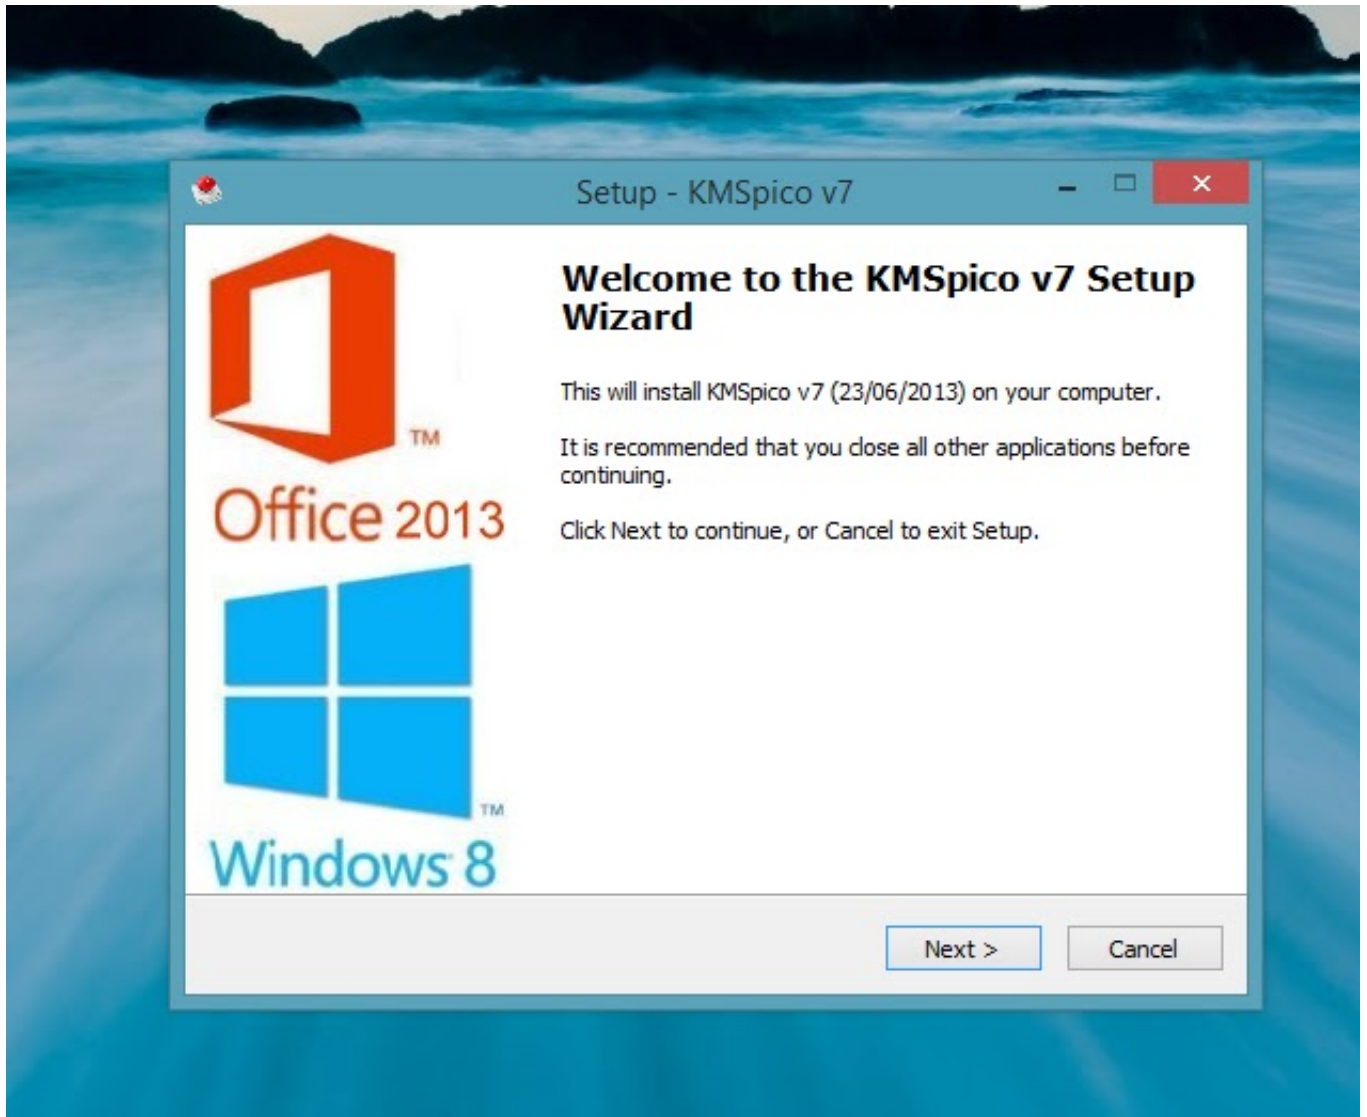 Setup - KMSpico v7
Welcome to the KMSpico v7 Setup
Wizard
This will install KMSpico v7 (23/06/2013) on your computer.
It is recommended that you close all other applications before
continuing.
Click Next to continue, or Cancel to exit Setup.
TM
Office 2013
TM
Windows 8
Next >
Cancel